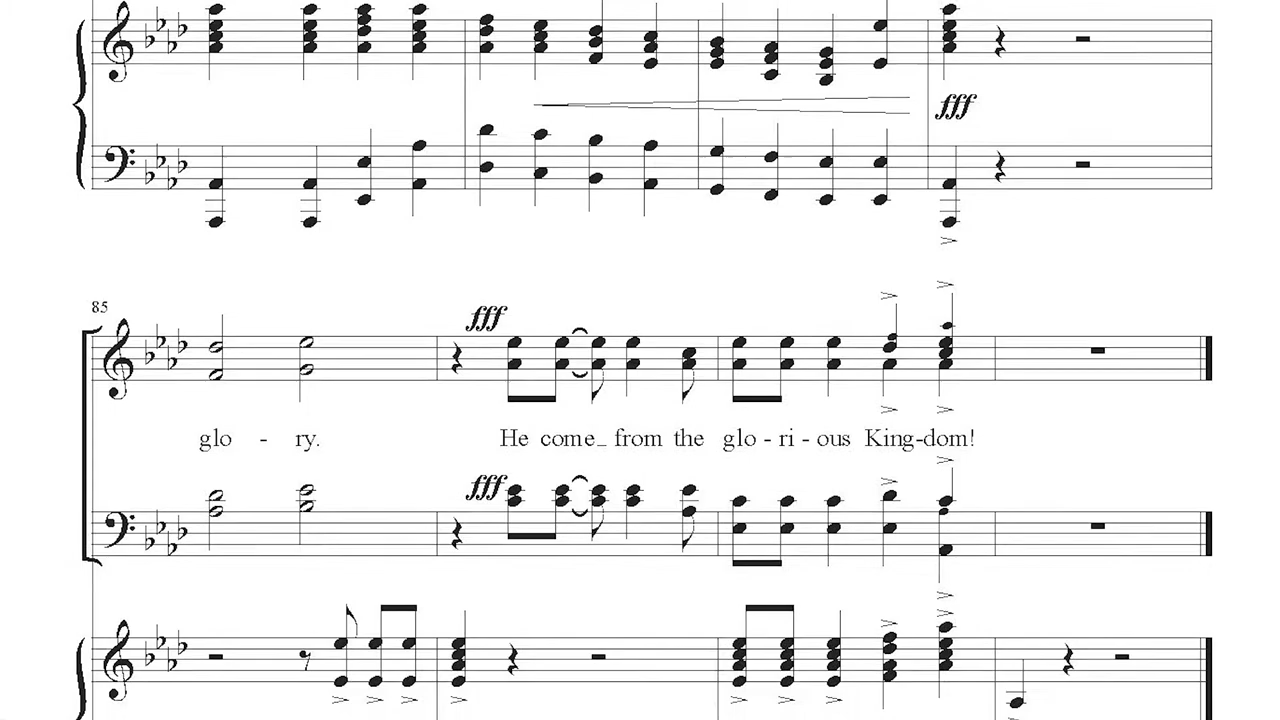 fff
85
fff
glo - ry. He come_ from the glo - ri - ous King-dom!
fff